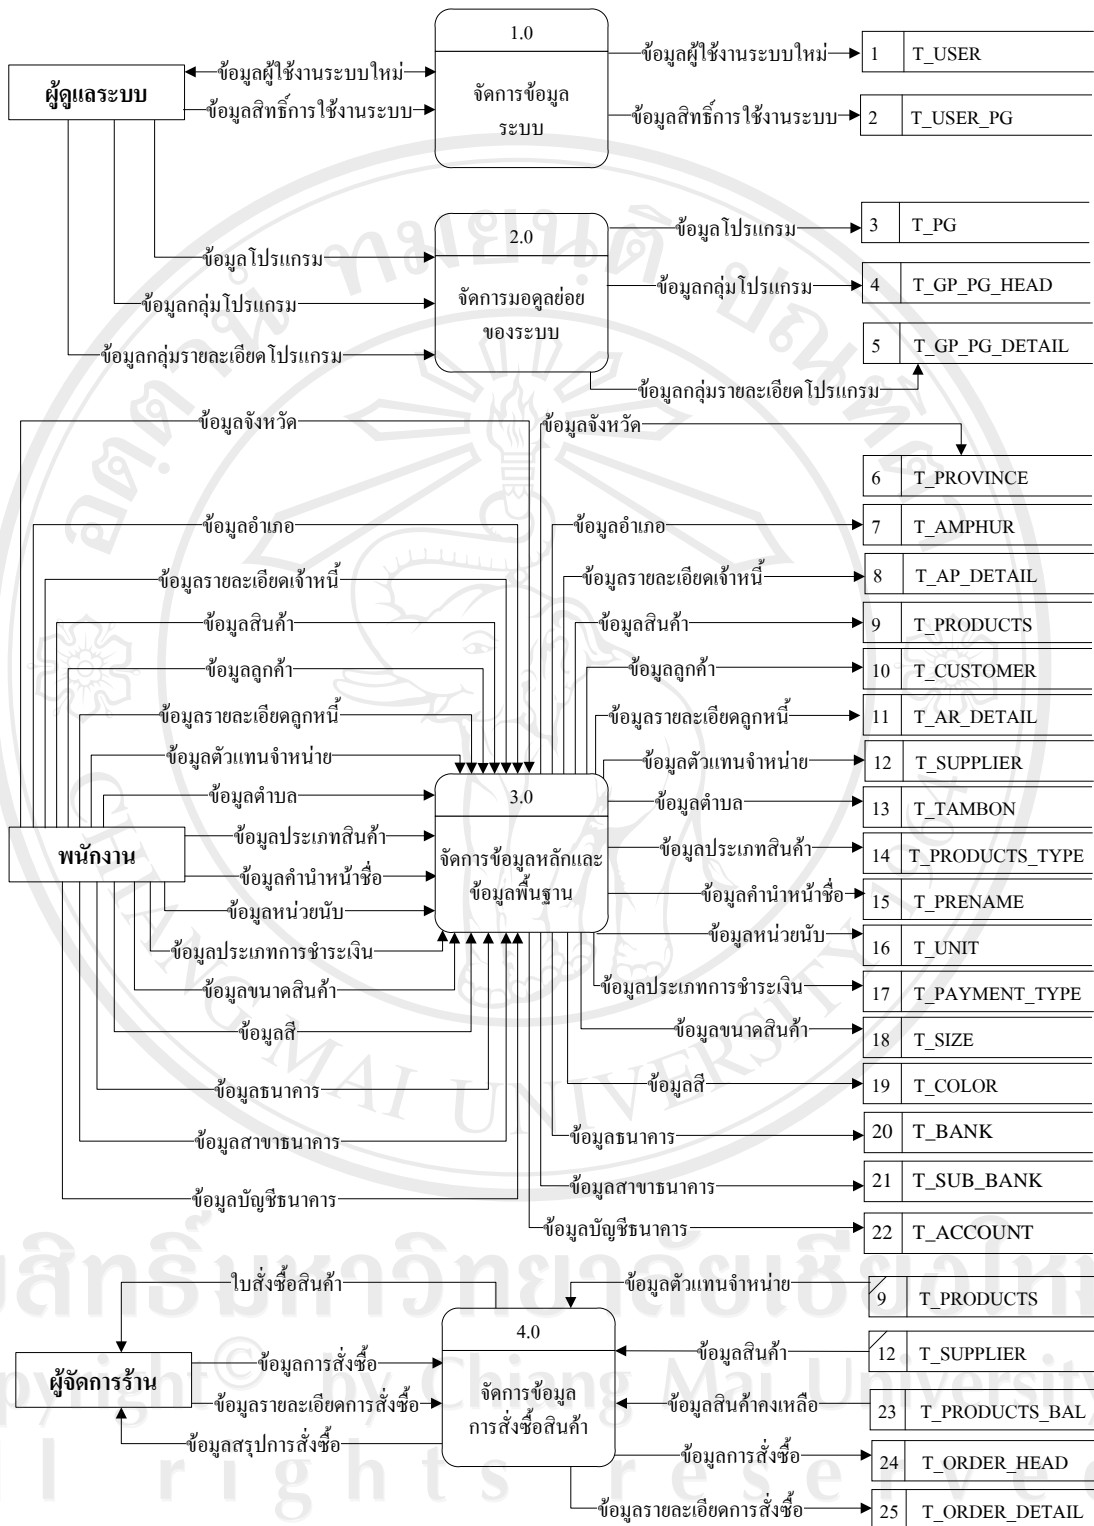 1.0
จัดการข้อมูล
ระบบ
ผู้ดูแลระบบ
ข้อมูลผู้ใช้งานระบบใหม่
ข้อมูลสิทธิ์การใช้งานระบบ
ข้อมูลผู้ใช้งานระบบใหม่
1 T_USER
ข้อมูลสิทธิ์การใช้งานระบบ
2 T_USER_PG
2.0
จัดการมอดูลย่อย
ของระบบ
ข้อมูลโปรแกรม
ข้อมูลกลุ่มโปรแกรม
ข้อมูลกลุ่มรายละเอียดโปรแกรม
ข้อมูลโปรแกรม
3 T_PG
ข้อมูลกลุ่มโปรแกรม
4 T_GP_PG_HEAD
5 T_GP_PG_DETAIL
ข้อมูลกลุ่มรายละเอียดโปรแกรม
ข้อมูลจังหวัด
ข้อมูลอำเภอ
ข้อมูลรายละเอียดเจ้าหนี้
ข้อมูลสินค้า
ข้อมูลลูกค้า
ข้อมูลรายละเอียดลูกหนี้
ข้อมูลตัวแทนจำหน่าย
ข้อมูลตำบล
ข้อมูลประเภทสินค้า
พนักงาน
ข้อมูลคำนำหน้าชื่อ
ข้อมูลหน่วยนับ
ข้อมูลประเภทการชำระเงิน
ข้อมูลขนาดสินค้า
ข้อมูลสี
ข้อมูลธนาคาร
ข้อมูลสาขาธนาคาร
ข้อมูลบัญชีธนาคาร
3.0
จัดการข้อมูลหลักและ
ข้อมูลพื้นฐาน
ข้อมูลจังหวัด
6 T_PROVINCE
ข้อมูลอำเภอ
7 T_AMPHUR
ข้อมูลรายละเอียดเจ้าหนี้
8 T_AP_DETAIL
ข้อมูลสินค้า
9 T_PRODUCTS
ข้อมูลลูกค้า
10 T_CUSTOMER
ข้อมูลรายละเอียดลูกหนี้
11 T_AR_DETAIL
ข้อมูลตัวแทนจำหน่าย
12 T_SUPPLIER
ข้อมูลตำบล
13 T_TAMBON
ข้อมูลประเภทสินค้า
14 T_PRODUCTS_TYPE
ข้อมูลคำนำหน้าชื่อ
15 T_PRENAME
ข้อมูลหน่วยนับ
16 T_UNIT
ข้อมูลประเภทการชำระเงิน
17 T_PAYMENT_TYPE
ข้อมูลขนาดสินค้า
18 T_SIZE
ข้อมูลสี
19 T_COLOR
ข้อมูลธนาคาร
20 T_BANK
ข้อมูลสาขาธนาคาร
21 T_SUB_BANK
ข้อมูลบัญชีธนาคาร
22 T_ACCOUNT
ใบสั่งซื้อสินค้า
ผู้จัดการร้าน
ข้อมูลการสั่งซื้อ
ข้อมูลรายละเอียดการสั่งซื้อ
ข้อมูลสรุปการสั่งซื้อ
4.0
จัดการข้อมูล
การสั่งซื้อสินค้า
ข้อมูลตัวแทนจำหน่าย
9 T_PRODUCTS
ข้อมูลสินค้า
12 T_SUPPLIER
ข้อมูลสินค้าคงเหลือ
23 T_PRODUCTS_BAL
ข้อมูลการสั่งซื้อ
24 T_ORDER_HEAD
ข้อมูลรายละเอียดการสั่งซื้อ
25 T_ORDER_DETAIL
CHIANG MAI UNIVERSITY 1964